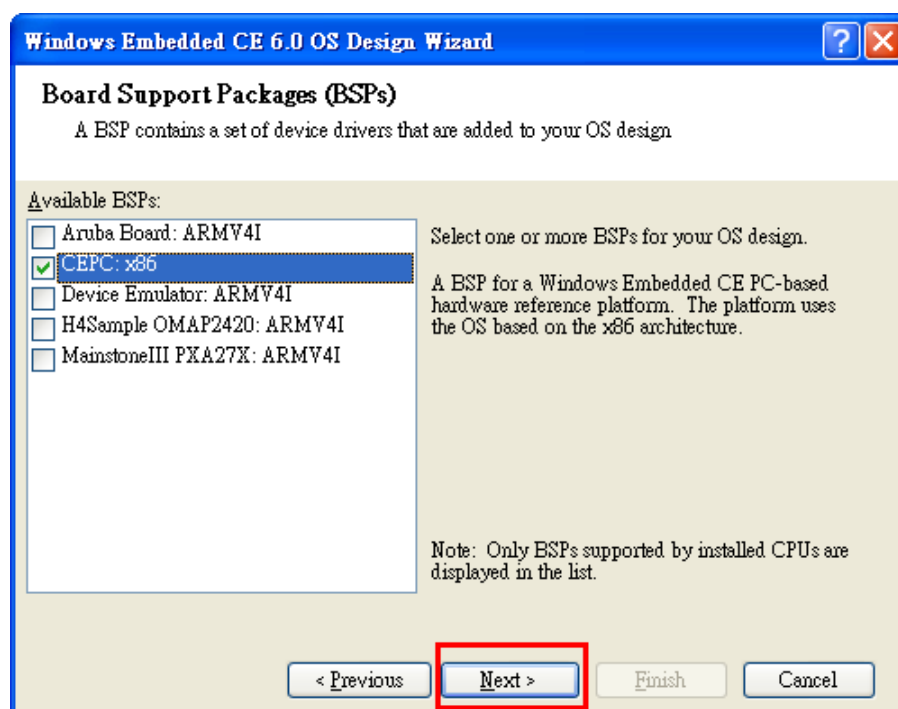 Windows Embedded CE 6.0 OS Design Wizard
Board Support Packages (BSPs)
A BSP contains a set of device drivers that are added to your OS design
Available BSPs:
Aruba Board: ARMV4I
CEPC: x86
Device Emulator: ARMV4I
H4Sample OMAP2420: ARMV4I
MainstoneIII PXA27X: ARMV4I
Select one or more BSPs for your OS design.
A BSP for a Windows Embedded CE PC-based
hardware reference platform. The platform uses
the OS based on the x86 architecture.
Note: Only BSPs supported by installed CPUs are
displayed in the list.
< Previous
Next >
Finish
Cancel